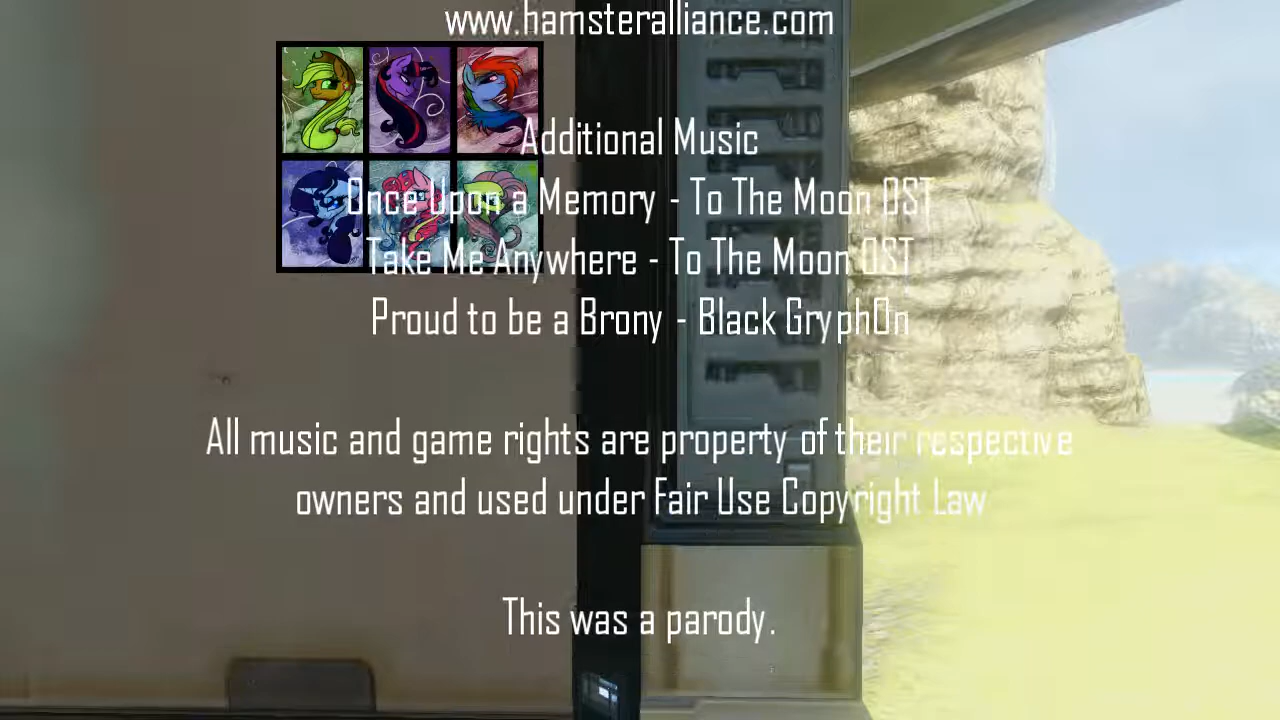 www.hamsteralliance.com
Additional Music
Once Upon a Memory - To The Moon OST
Take Me Anywhere - To The Moon OST
Proud to be a Brony - Black Gryph0n
All music and game rights are property of their respective
owners and used under Fair Use Copyright Law
This was a parody.